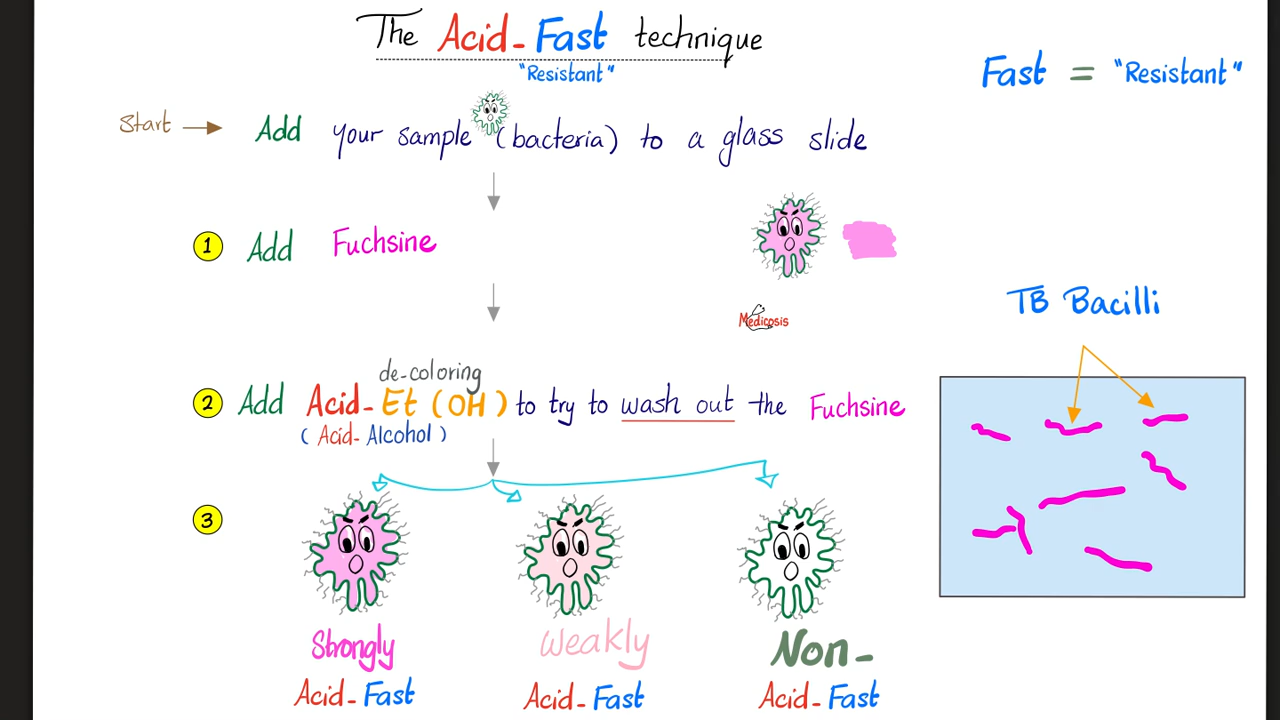 The Acid-Fast technique
"Resistant"
Fast = "Resistant"
Start
Add your sample (bacteria) to a glass slide
1 Add Fuchsine
Medicosis
TB Bacilli
de-coloring
2 Add Acid-Et(OH) to try to wash out the Fuchsine
(Acid-Alcohol)
3
Strongly Acid-Fast
Weakly Acid-Fast
Non-Acid-Fast